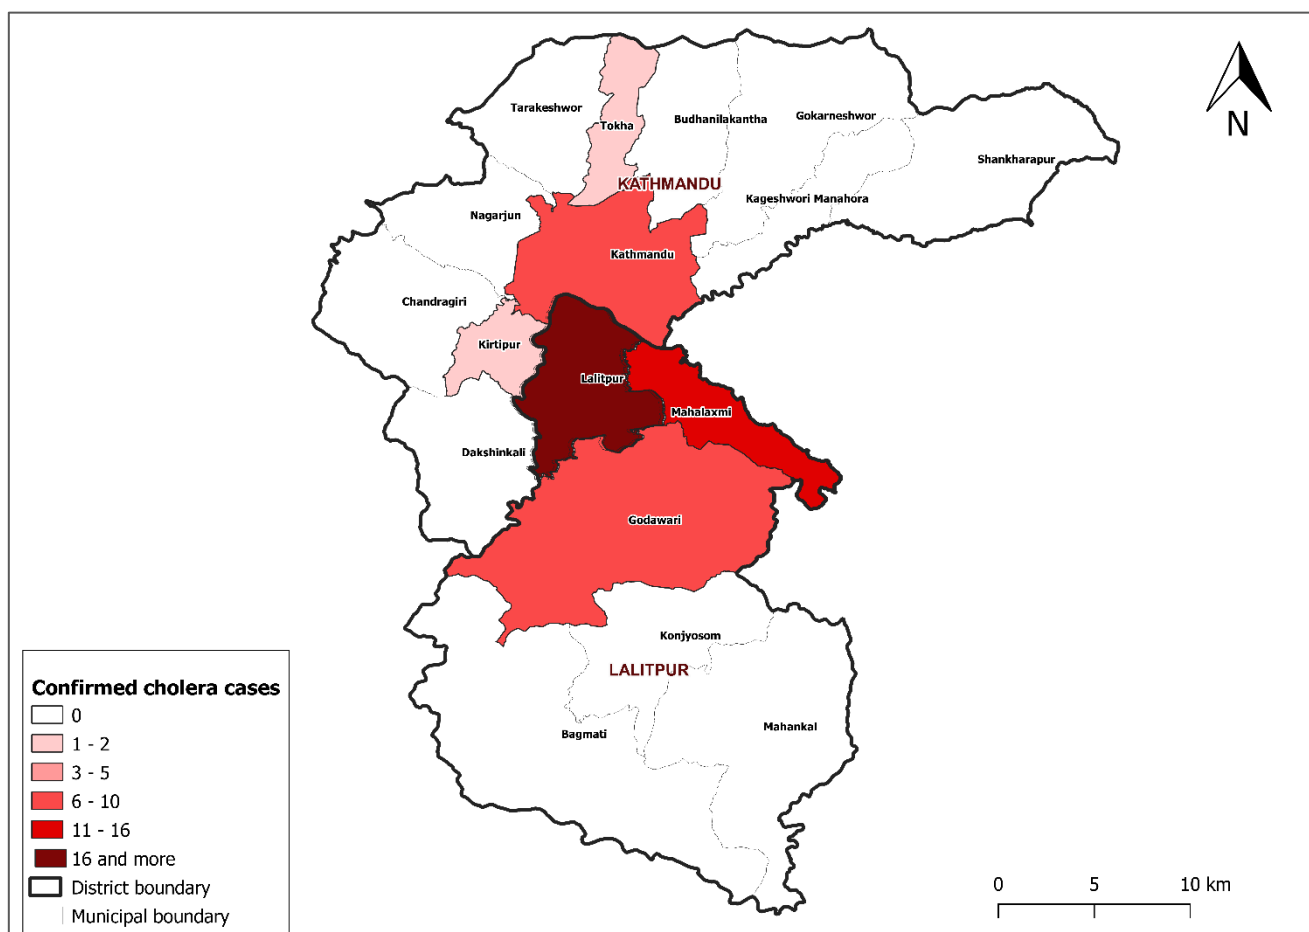 Tarakeshwor
Tokha
Budhanilakantha
Gokarneshwor
Shankharapur
N
KATHMANDU
Kageshwori Manahora
Nagarjun
Kathmandu
Chandragiri
Kirtipur
Lalitpur
Mahalaxmi
Dakshinkali
Godawari
Konjyosom
LALITPUR
Bagmati
Mahankal
Confirmed cholera cases
0
1 - 2
3 - 5
6 - 10
11 - 16
16 and more
District boundary
Municipal boundary
0 5 10 km